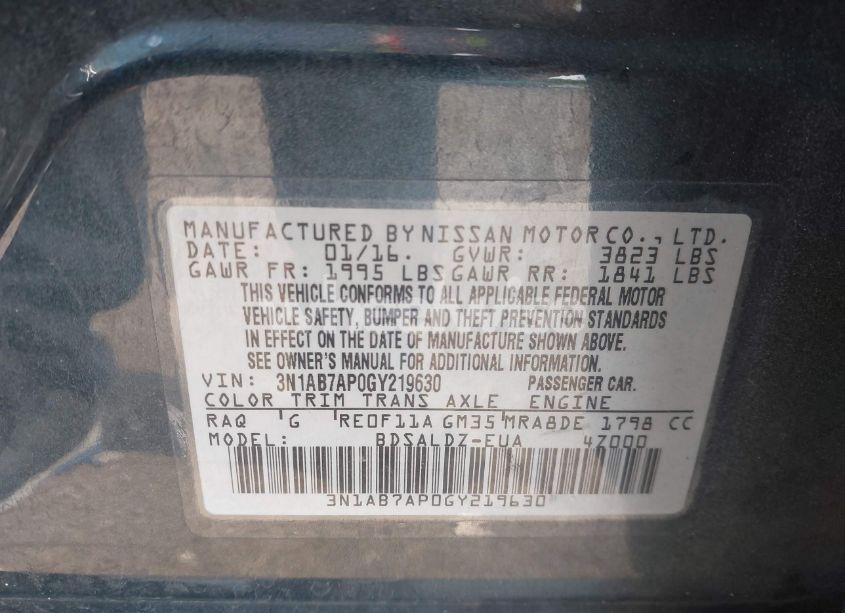 MANUFACTURED BY NISSAN MOTOR CO., LTD.
DATE: 01/16. GVWR: 3823 LBS
GAWR FR: 1995 LBS GAWR RR: 1841 LBS
THIS VEHICLE CONFORMS TO ALL APPLICABLE FEDERAL MOTOR
VEHICLE SAFETY, BUMPER AND THEFT PREVENTION STANDARDS
IN EFFECT ON THE DATE OF MANUFACTURE SHOWN ABOVE.
SEE OWNER'S MANUAL FOR ADDITIONAL INFORMATION.
VIN: 3N1AB7AP0GY219630 PASSENGER CAR.
COLOR TRIM TRANS AXLE ENGINE
RAQ G RE0F11A GM35 MRA8DE 1798 CC
MODEL: BDSALDZ-EUA 4Z000
3N1AB7AP0GY219630